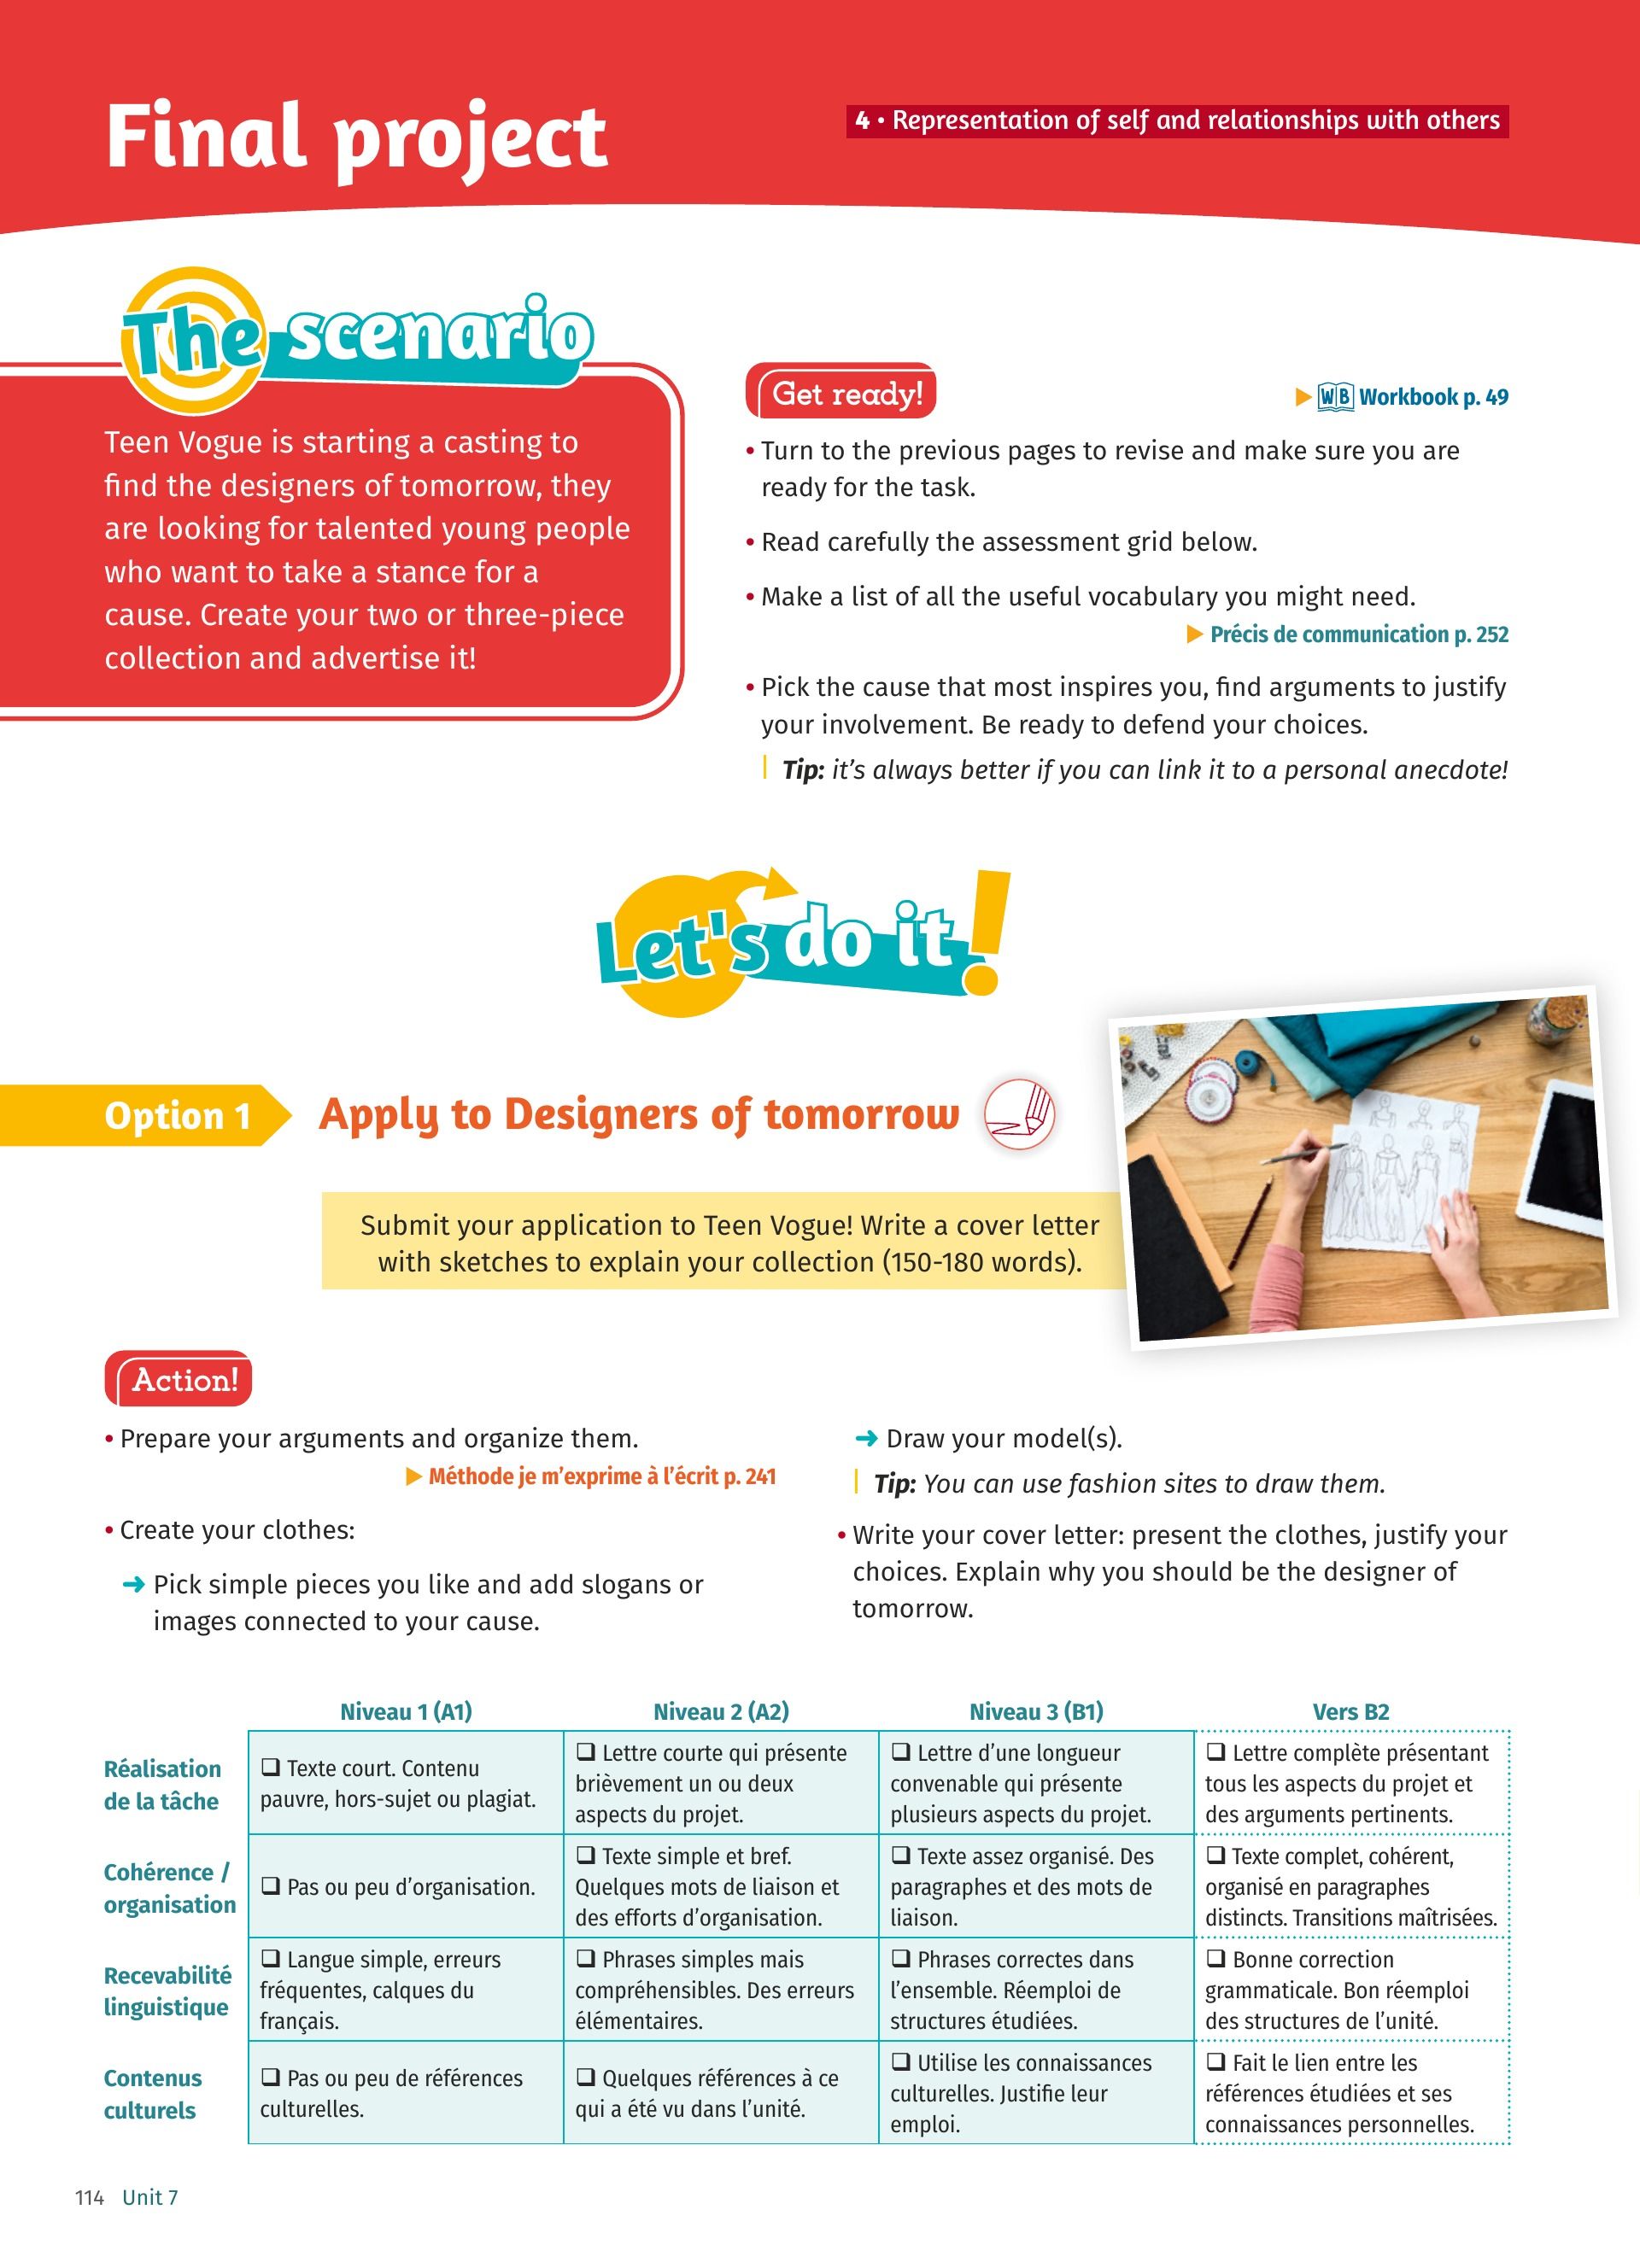 Final project
4 • Representation of self and relationships with others
The scenario
Teen Vogue is starting a casting to
find the designers of tomorrow, they
are looking for talented young people
who want to take a stance for a
cause. Create your two or three-piece
collection and advertise it!
Get ready!
WB Workbook p. 49
• Turn to the previous pages to revise and make sure you are
ready for the task.
• Read carefully the assessment grid below.
• Make a list of all the useful vocabulary you might need.
Précis de communication p. 252
• Pick the cause that most inspires you, find arguments to justify
your involvement. Be ready to defend your choices.
Tip: it's always better if you can link it to a personal anecdote!
Let's do it!
Option 1
Apply to Designers of tomorrow
Submit your application to Teen Vogue! Write a cover letter
with sketches to explain your collection (150-180 words).
Action!
• Prepare your arguments and organize them.
Méthode je m'exprime à l'écrit p. 241
• Create your clothes:
➜ Pick simple pieces you like and add slogans or
images connected to your cause.
➜ Draw your model(s).
Tip: You can use fashion sites to draw them.
• Write your cover letter: present the clothes, justify your
choices. Explain why you should be the designer of
tomorrow.
Niveau 1 (A1)
Niveau 2 (A2)
Niveau 3 (B1)
Vers B2
Réalisation
de la tâche
❑ Texte court. Contenu
pauvre, hors-sujet ou plagiat.
❑ Lettre courte qui présente
brièvement un ou deux
aspects du projet.
❑ Lettre d'une longueur
convenable qui présente
plusieurs aspects du projet.
❑ Lettre complète présentant
tous les aspects du projet et
des arguments pertinents.
Cohérence /
organisation
❑ Pas ou peu d'organisation.
❑ Texte simple et bref.
Quelques mots de liaison et
des efforts d'organisation.
❑ Texte assez organisé. Des
paragraphes et des mots de
liaison.
❑ Texte complet, cohérent,
organisé en paragraphes
distincts. Transitions maîtrisées.
Recevabilité
linguistique
❑ Langue simple, erreurs
fréquentes, calques du
français.
❑ Phrases simples mais
compréhensibles. Des erreurs
élémentaires.
❑ Phrases correctes dans
l'ensemble. Réemploi de
structures étudiées.
❑ Bonne correction
grammaticale. Bon réemploi
des structures de l'unité.
Contenus
culturels
❑ Pas ou peu de références
culturelles.
❑ Quelques références à ce
qui a été vu dans l'unité.
❑ Utilise les connaissances
culturelles. Justifie leur
emploi.
❑ Fait le lien entre les
références étudiées et ses
connaissances personnelles.
114 Unit 7